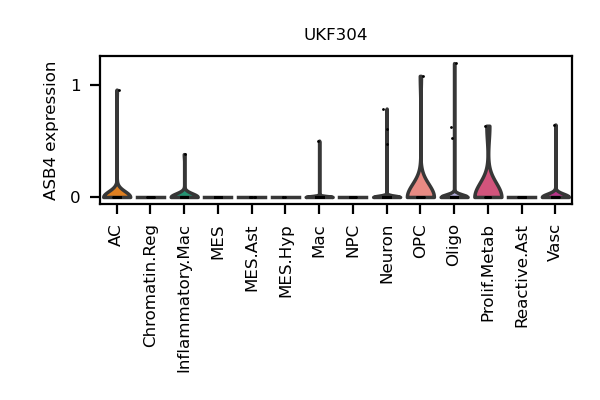 UKF304
ASB4 expression
1
0
AC
Chromatin.Reg
Inflammatory.Mac
MES
MES.Ast
MES.Hyp
Mac
NPC
Neuron
OPC
Oligo
Prolif.Metab
Reactive.Ast
Vasc